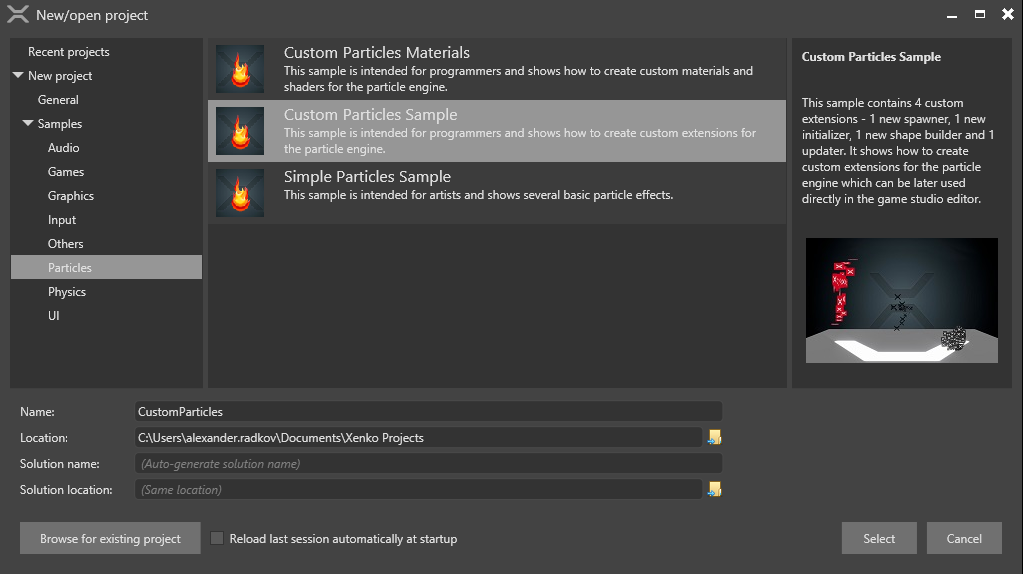 New/open project
Recent projects
New project
General
Samples
Audio
Games
Graphics
Input
Others
Particles
Physics
UI
Custom Particles Materials
This sample is intended for programmers and shows how to create custom materials and
shaders for the particle engine.
Custom Particles Sample
This sample is intended for programmers and shows how to create custom extensions for
the particle engine.
Simple Particles Sample
This sample is intended for artists and shows several basic particle effects.
Custom Particles Sample
This sample contains 4 custom
extensions - 1 new spawner, 1 new
initializer, 1 new shape builder and 1
updater. It shows how to create
custom extensions for the particle
engine which can be later used
directly in the game studio editor.
Name: CustomParticles
Location: C:\Users\alexander.radkov\Documents\Xenko Projects
Solution name: (Auto-generate solution name)
Solution location: (Same location)
Browse for existing project
Reload last session automatically at startup
Select
Cancel